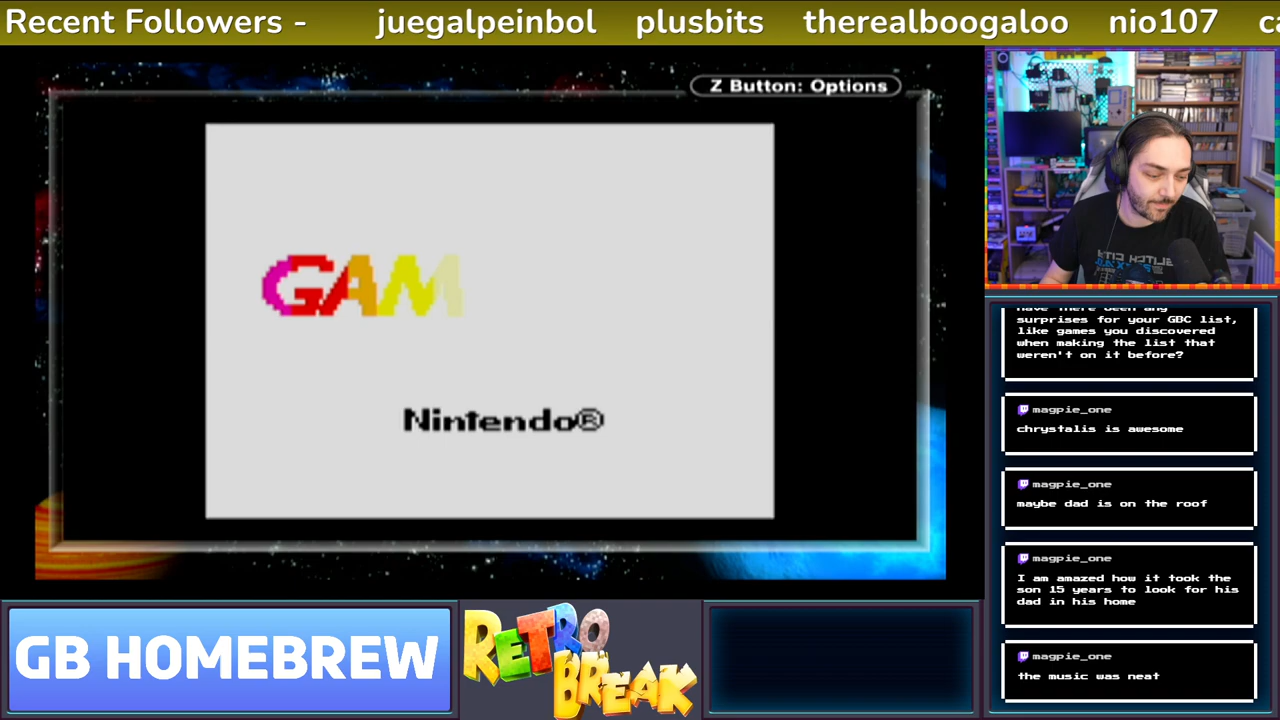 Recent Followers - juegalpeinbol plusbits therealboogaloo nio107
Z Button: Options
GAM
Nintendo®
surprises for your GBC list,
like games you discovered
when making the list that
weren't on it before?
magpie_one
chrystalis is awesome
magpie_one
maybe dad is on the roof
magpie_one
I am amazed how it took the
son 15 years to look for his
dad in his home
magpie_one
the music was neat
GB HOMEBREW
RETRO
BREAK